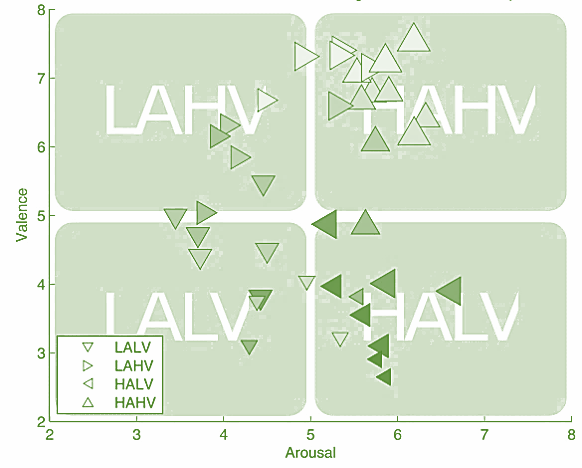 8
7
6
5
4
3
2
Valence
LAHV
HAHV
LALV
HALV
LALV
LAHV
HALV
HAHV
2 3 4 5 6 7 8
Arousal